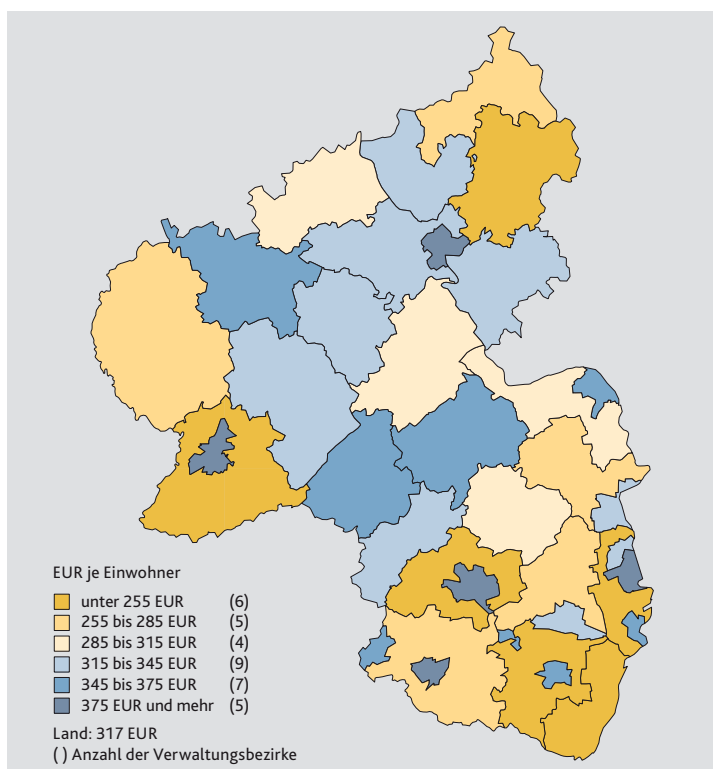 EUR je Einwohner
unter 255 EUR (6)
255 bis 285 EUR (5)
285 bis 315 EUR (4)
315 bis 345 EUR (9)
345 bis 375 EUR (7)
375 EUR und mehr (5)
Land: 317 EUR
( ) Anzahl der Verwaltungsbezirke